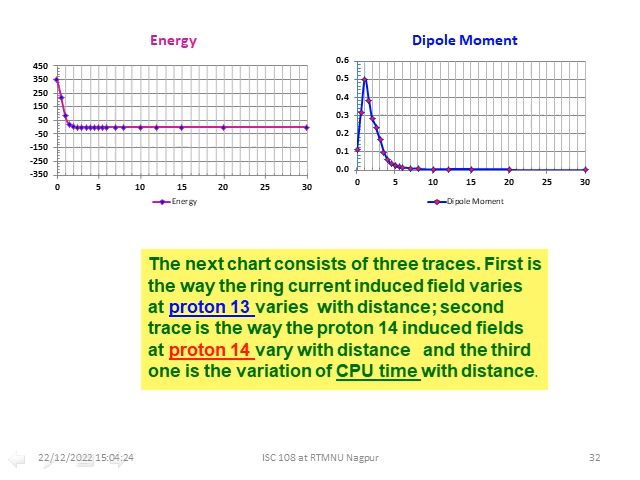 Energy
450
350
250
150
50
-50
-150
-250
-350
0 5 10 15 20 25 30
Energy
Dipole Moment
0.6
0.5
0.4
0.3
0.2
0.1
0.0
0 5 10 15 20 25 30
Dipole Moment
The next chart consists of three traces. First is
the way the ring current induced field varies
at proton 13 varies with distance; second
trace is the way the proton 14 induced fields
at proton 14 vary with distance and the third
one is the variation of CPU time with distance.
22/12/2022 15:04:24
ISC 108 at RTMNU Nagpur
32